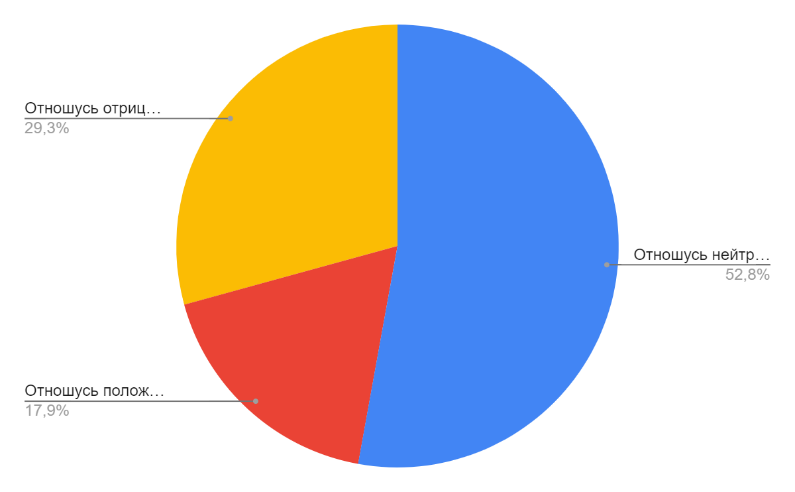 Отношусь отриц…
29,3%
Отношусь нейтр…
52,8%
Отношусь полож…
17,9%